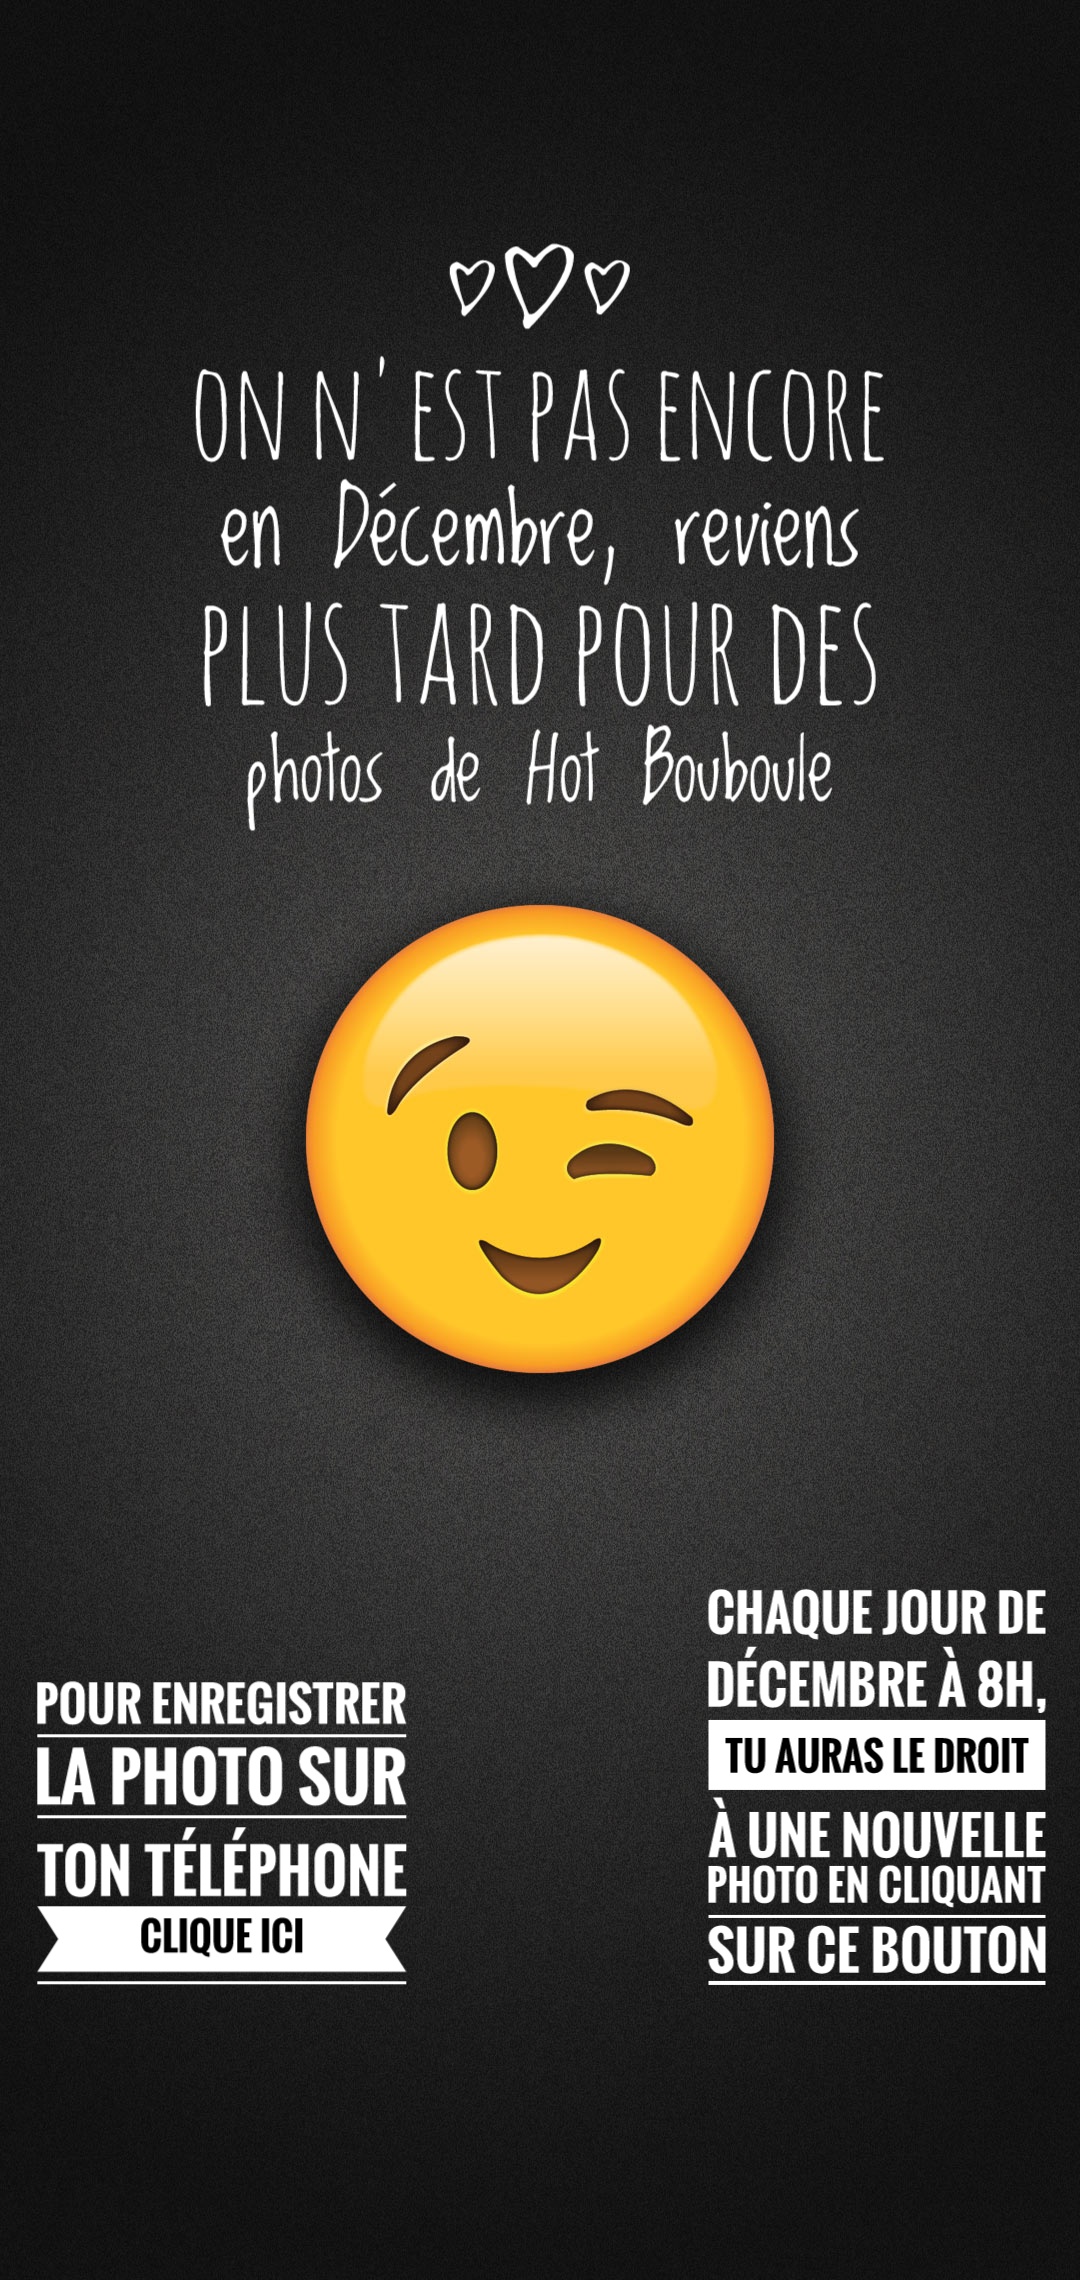 ON N'EST PAS ENCORE
en Décembre, reviens
PLUS TARD POUR DES
photos de Hot Bouboule
POUR ENREGISTRER
LA PHOTO SUR
TON TÉLÉPHONE
CLIQUE ICI
CHAQUE JOUR DE
DÉCEMBRE À 8H,
TU AURAS LE DROIT
À UNE NOUVELLE
PHOTO EN CLIQUANT
SUR CE BOUTON